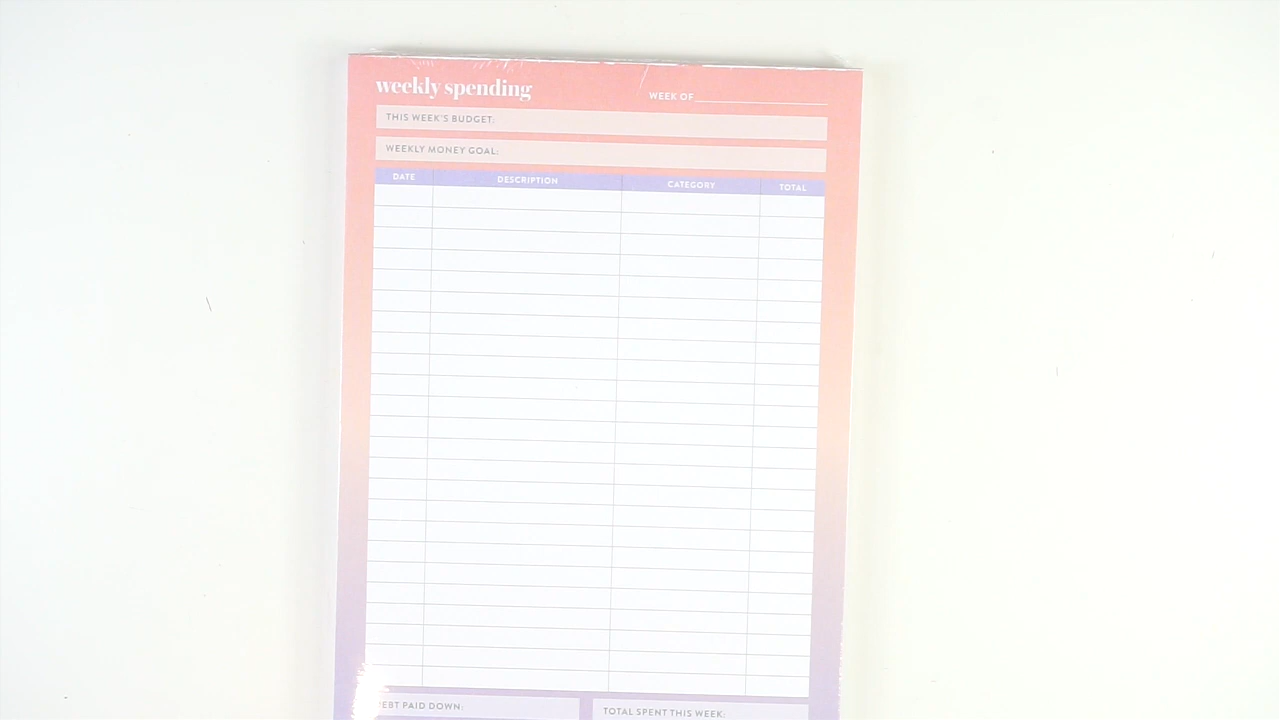 weekly spending
WEEK OF
THIS WEEK'S BUDGET:
WEEKLY MONEY GOAL:
DATE DESCRIPTION CATEGORY TOTAL
DEBT PAID DOWN:
TOTAL SPENT THIS WEEK: